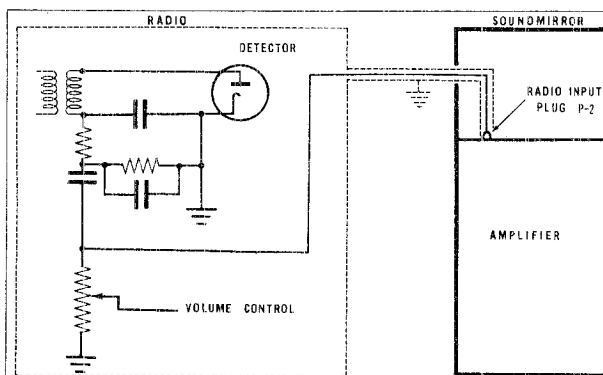 RADIO
SOUNDMIRROR
DETECTOR
RADIO INPUT
PLUG P-2
AMPLIFIER
VOLUME CONTROL